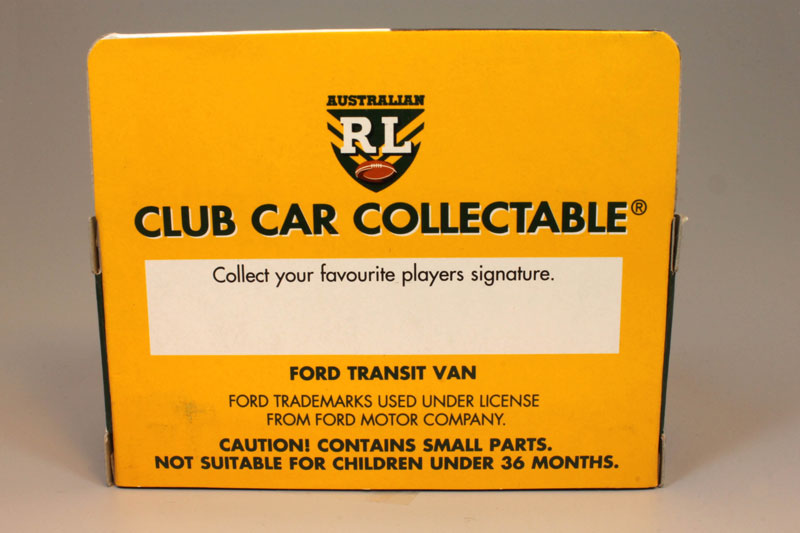 AUSTRALIAN
RL
CLUB CAR COLLECTABLE®
Collect your favourite players signature.
FORD TRANSIT VAN
FORD TRADEMARKS USED UNDER LICENSE
FROM FORD MOTOR COMPANY.
CAUTION! CONTAINS SMALL PARTS.
NOT SUITABLE FOR CHILDREN UNDER 36 MONTHS.